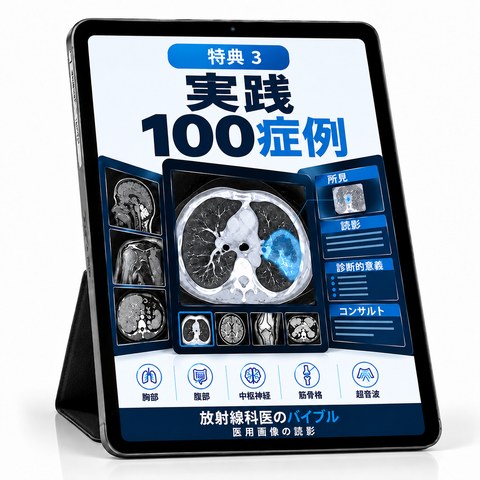 特典 3
実践
100症例
所見
読影
診断的意義
コンサルト
胸部
腹部
中枢神経
筋骨格
超音波
放射線科医のバイブル
医用画像の読影